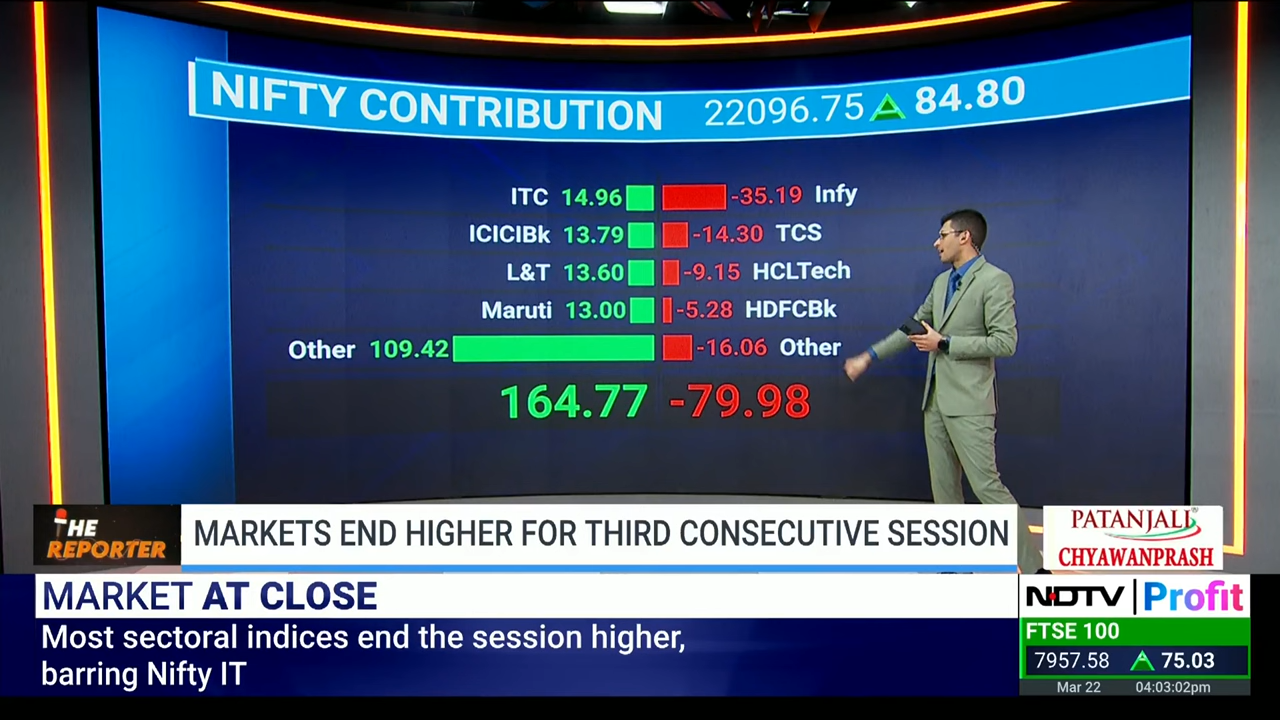 NIFTY CONTRIBUTION 22096.75 ▲ 84.80
ITC 14.96 -35.19 Infy
ICICIBk 13.79 -14.30 TCS
L&T 13.60 -9.15 HCLTech
Maruti 13.00 -5.28 HDFCBk
Other 109.42 -16.06 Other
164.77 -79.98
THE
REPORTER
MARKETS END HIGHER FOR THIRD CONSECUTIVE SESSION
PATANJALI®
CHYAWANPRASH
MARKET AT CLOSE
Most sectoral indices end the session higher,
barring Nifty IT
NDTV | Profit
FTSE 100
7957.58 ▲ 75.03
Mar 22 04:03:02pm